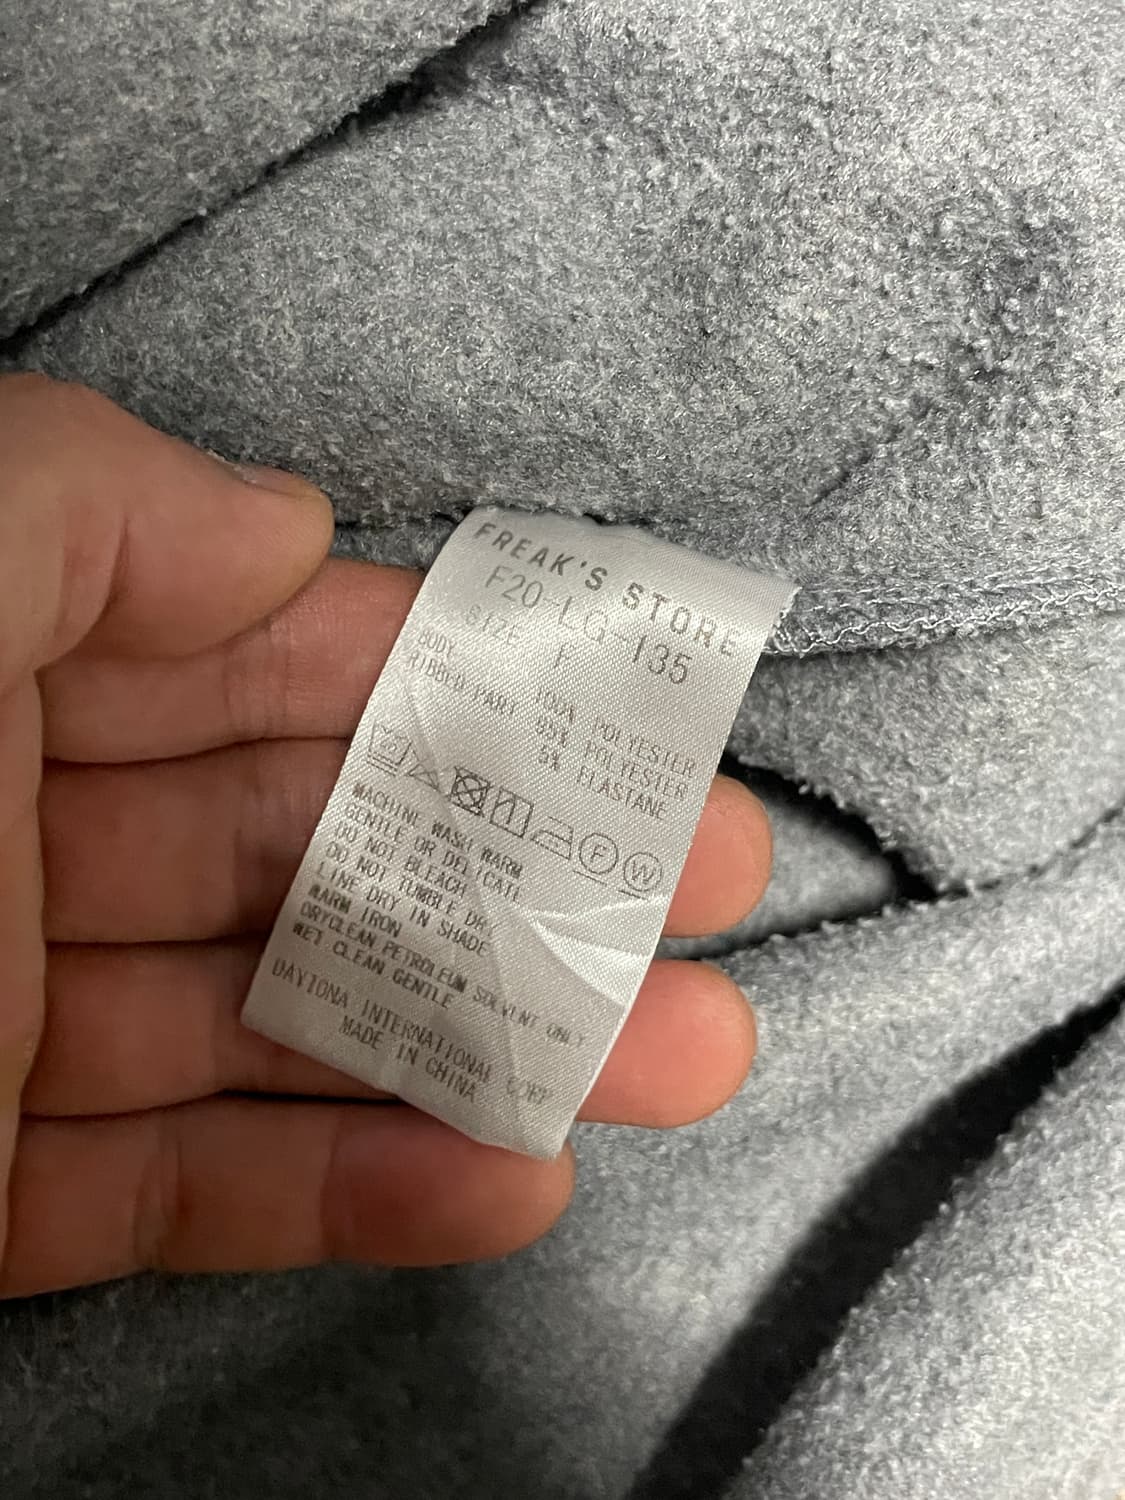 FREAK'S STORE
F20-LG-135
SIZE F
BODY 100% POLYESTER
RIBBED PART 95% POLYESTER
5% ELASTANE
F W
MACHINE WASH WARM
GENTLE OR DELICATE
DO NOT BLEACH
DO NOT TUMBLE DRY
LINE DRY IN SHADE
WARM IRON
DRYCLEAN PETROLEUM SOLVENT ONLY
WET CLEAN GENTLE
DAYTONA INTERNATIONAL CORP
MADE IN CHINA